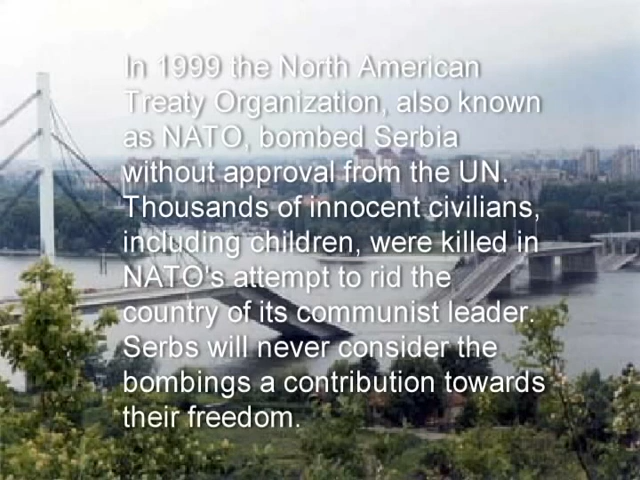 In 1999 the North American
Treaty Organization, also known
as NATO, bombed Serbia
without approval from the UN.
Thousands of innocent civilians,
including children, were killed in
NATO's attempt to rid the
country of its communist leader.
Serbs will never consider the
bombings a contribution towards
their freedom.